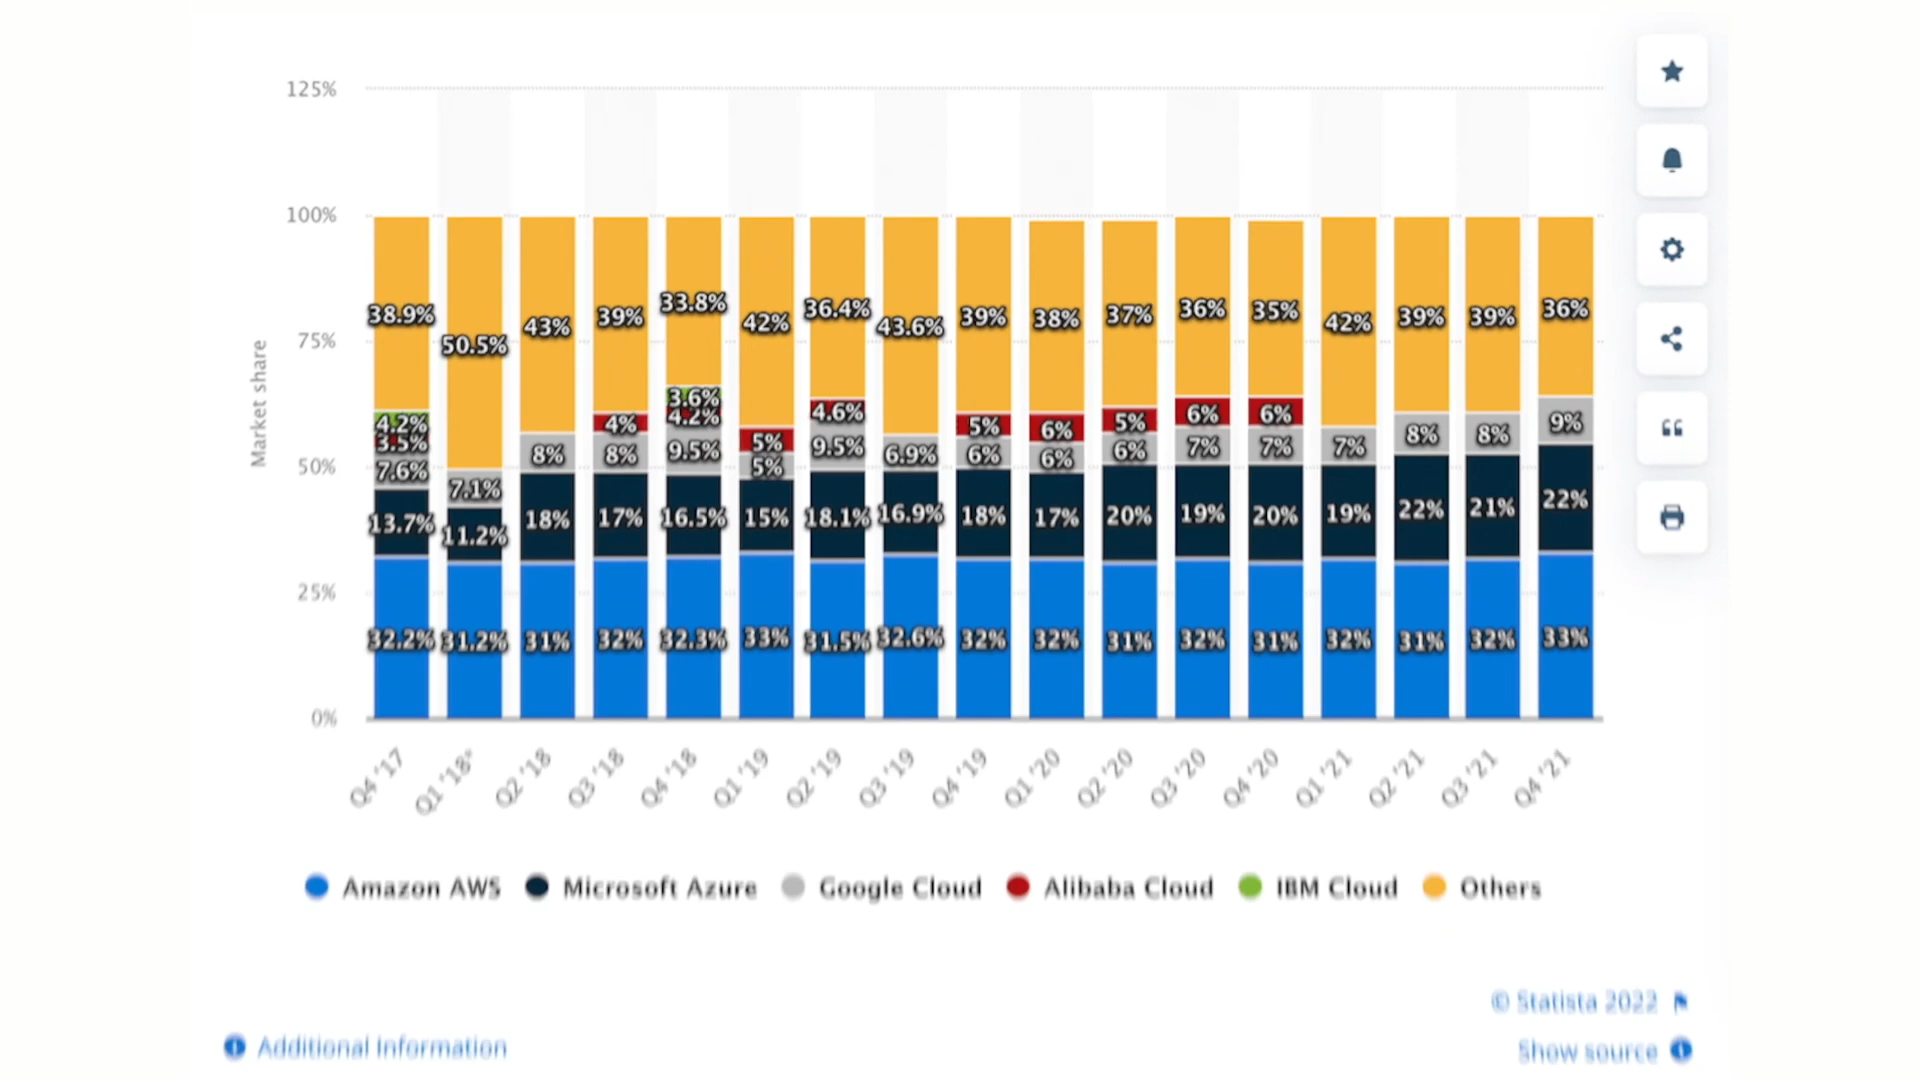 125%
100%
75%
50%
25%
0%
Market share
38.9% 50.5% 43% 39% 33.8% 42% 36.4% 43.6% 39% 38% 37% 36% 35% 42% 39% 39% 36%
4.2% 3.6%
3.5% 4% 4.2% 5% 4.6% 5% 6% 5% 6% 6%
7.6% 7.1% 8% 8% 9.5% 5% 9.5% 6.9% 6% 6% 6% 7% 7% 7% 8% 8% 9%
13.7% 11.2% 18% 17% 16.5% 15% 18.1% 16.9% 18% 17% 20% 19% 20% 19% 22% 21% 22%
32.2% 31.2% 31% 32% 32.3% 33% 31.5% 32.6% 32% 32% 31% 32% 31% 32% 31% 32% 33%
Q4 '17 Q1 '18* Q2 '18 Q3 '18 Q4 '18 Q1 '19 Q2 '19 Q3 '19 Q4 '19 Q1 '20 Q2 '20 Q3 '20 Q4 '20 Q1 '21 Q2 '21 Q3 '21 Q4 '21
Amazon AWS Microsoft Azure Google Cloud Alibaba Cloud IBM Cloud Others
© Statista 2022
Additional Information
Show source